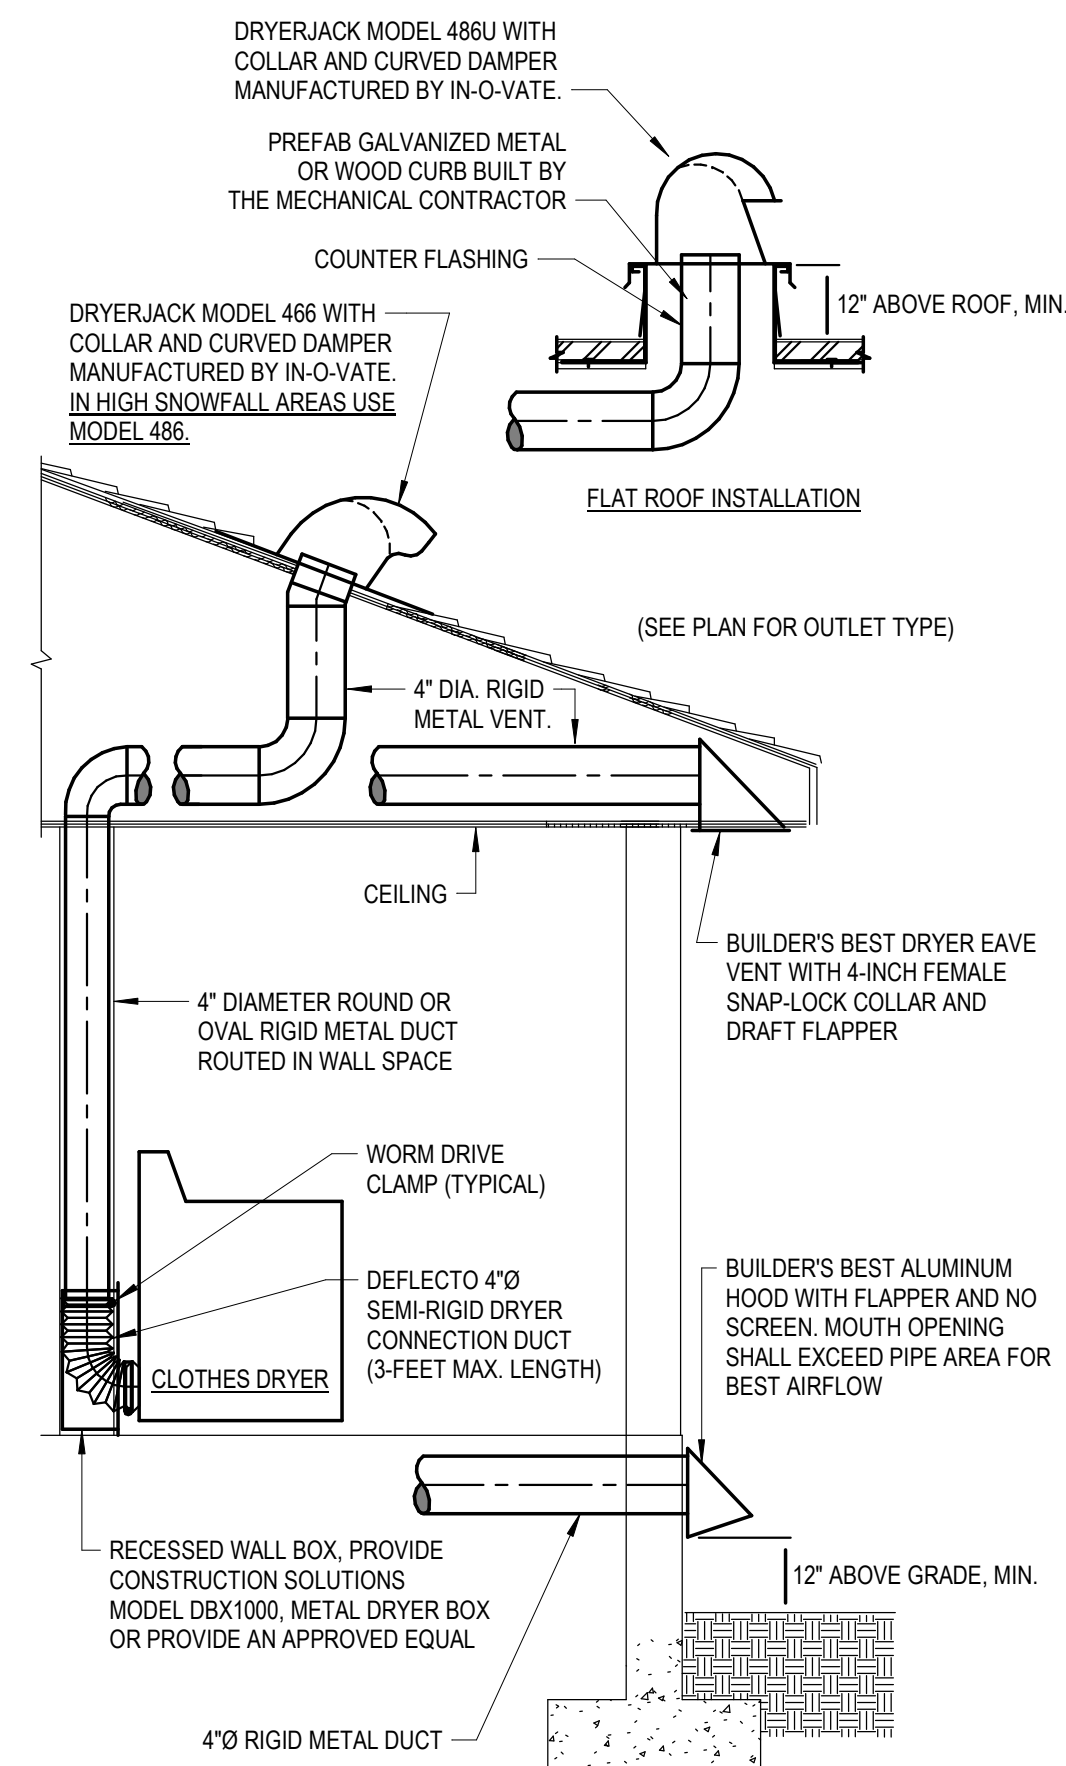 DRYERJACK MODEL 486U WITH
COLLAR AND CURVED DAMPER
MANUFACTURED BY IN-O-VATE.
PREFAB GALVANIZED METAL
OR WOOD CURB BUILT BY
THE MECHANICAL CONTRACTOR
COUNTER FLASHING
12" ABOVE ROOF, MIN.
DRYERJACK MODEL 466 WITH
COLLAR AND CURVED DAMPER
MANUFACTURED BY IN-O-VATE.
IN HIGH SNOWFALL AREAS USE
MODEL 486.
FLAT ROOF INSTALLATION
(SEE PLAN FOR OUTLET TYPE)
4" DIA. RIGID
METAL VENT.
CEILING
BUILDER'S BEST DRYER EAVE
VENT WITH 4-INCH FEMALE
SNAP-LOCK COLLAR AND
DRAFT FLAPPER
4" DIAMETER ROUND OR
OVAL RIGID METAL DUCT
ROUTED IN WALL SPACE
WORM DRIVE
CLAMP (TYPICAL)
DEFLECTO 4"Ø
SEMI-RIGID DRYER
CONNECTION DUCT
(3-FEET MAX. LENGTH)
CLOTHES DRYER
BUILDER'S BEST ALUMINUM
HOOD WITH FLAPPER AND NO
SCREEN. MOUTH OPENING
SHALL EXCEED PIPE AREA FOR
BEST AIRFLOW
RECESSED WALL BOX, PROVIDE
CONSTRUCTION SOLUTIONS
MODEL DBX1000, METAL DRYER BOX
OR PROVIDE AN APPROVED EQUAL
12" ABOVE GRADE, MIN.
4"Ø RIGID METAL DUCT